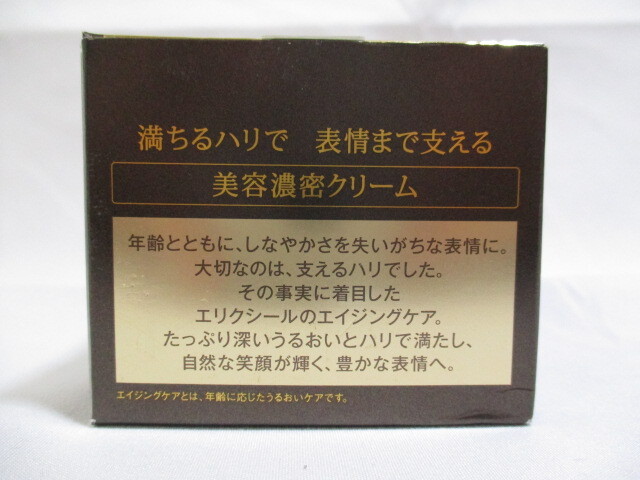 満ちるハリで　表情まで支える
美容濃密クリーム
年齢とともに、しなやかさを失いがちな表情に。
大切なのは、支えるハリでした。
その事実に着目した
エリクシールのエイジングケア。
たっぷり深いうるおいとハリで満たし、
自然な笑顔が輝く、豊かな表情へ。
エイジングケアとは、年齢に応じたうるおいケアです。